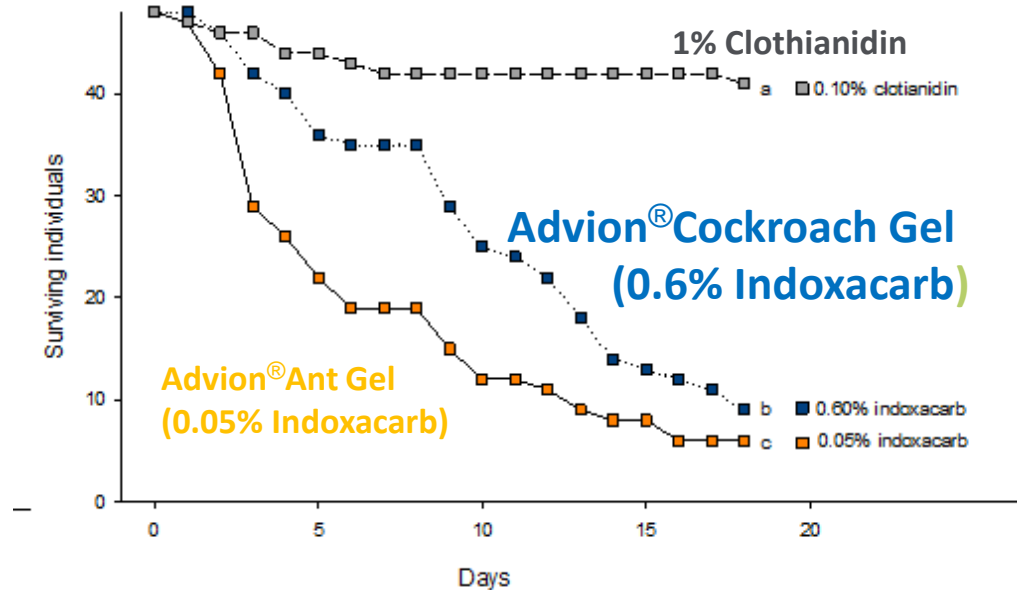 1% Clothianidin
40
a 0.10% clotianidin
30
Advion®Cockroach Gel
(0.6% Indoxacarb)
Surviving individuals
20
Advion®Ant Gel
(0.05% Indoxacarb)
10
b 0.60% indoxacarb
c 0.05% indoxacarb
0
0 5 10 15 20
Days